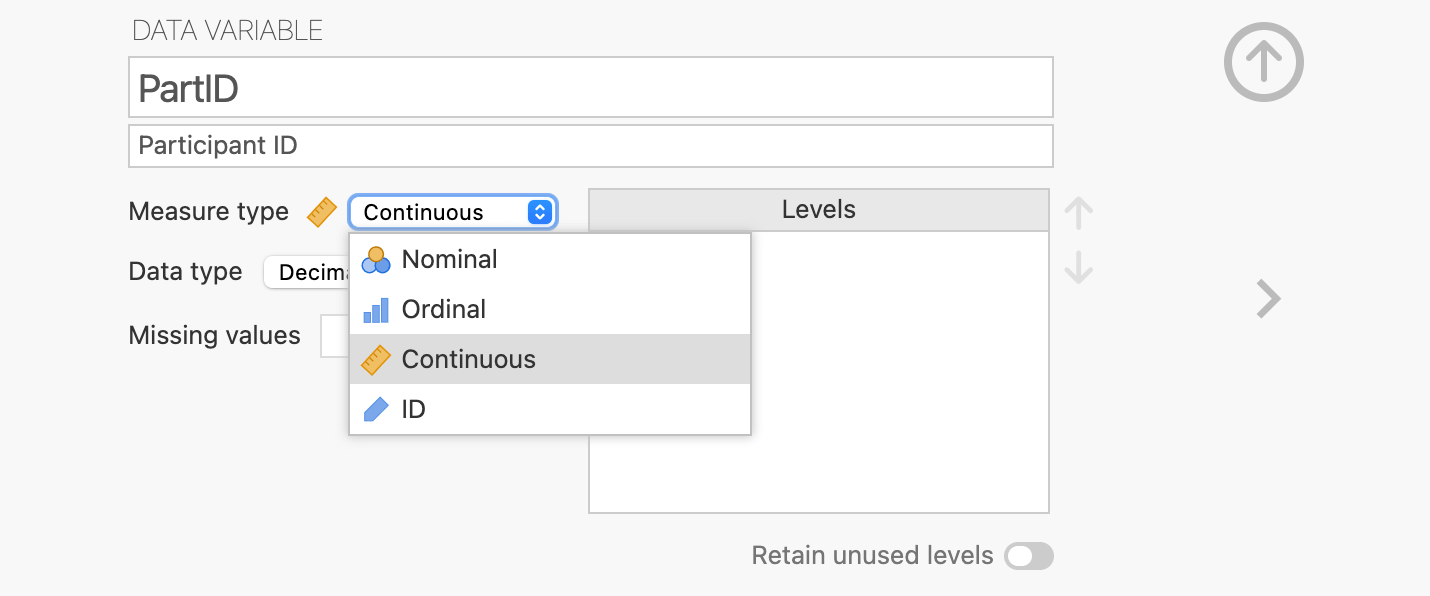 DATA VARIABLE
PartID
Participant ID
Measure type Continuous
Levels
Nominal
Data type Decima
Ordinal
Missing values
Continuous
ID
Retain unused levels